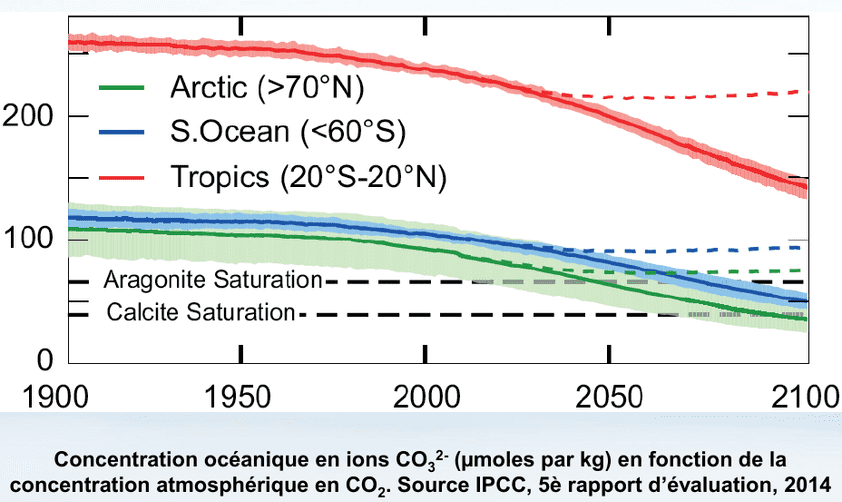 Arctic (>70°N)
200
S.Ocean (<60°S)
Tropics (20°S-20°N)
100
Aragonite Saturation
Calcite Saturation
0
1900 1950 2000 2050 2100
Concentration océanique en ions CO₃²⁻ (µmoles par kg) en fonction de la
concentration atmosphérique en CO₂. Source IPCC, 5è rapport d’évaluation, 2014